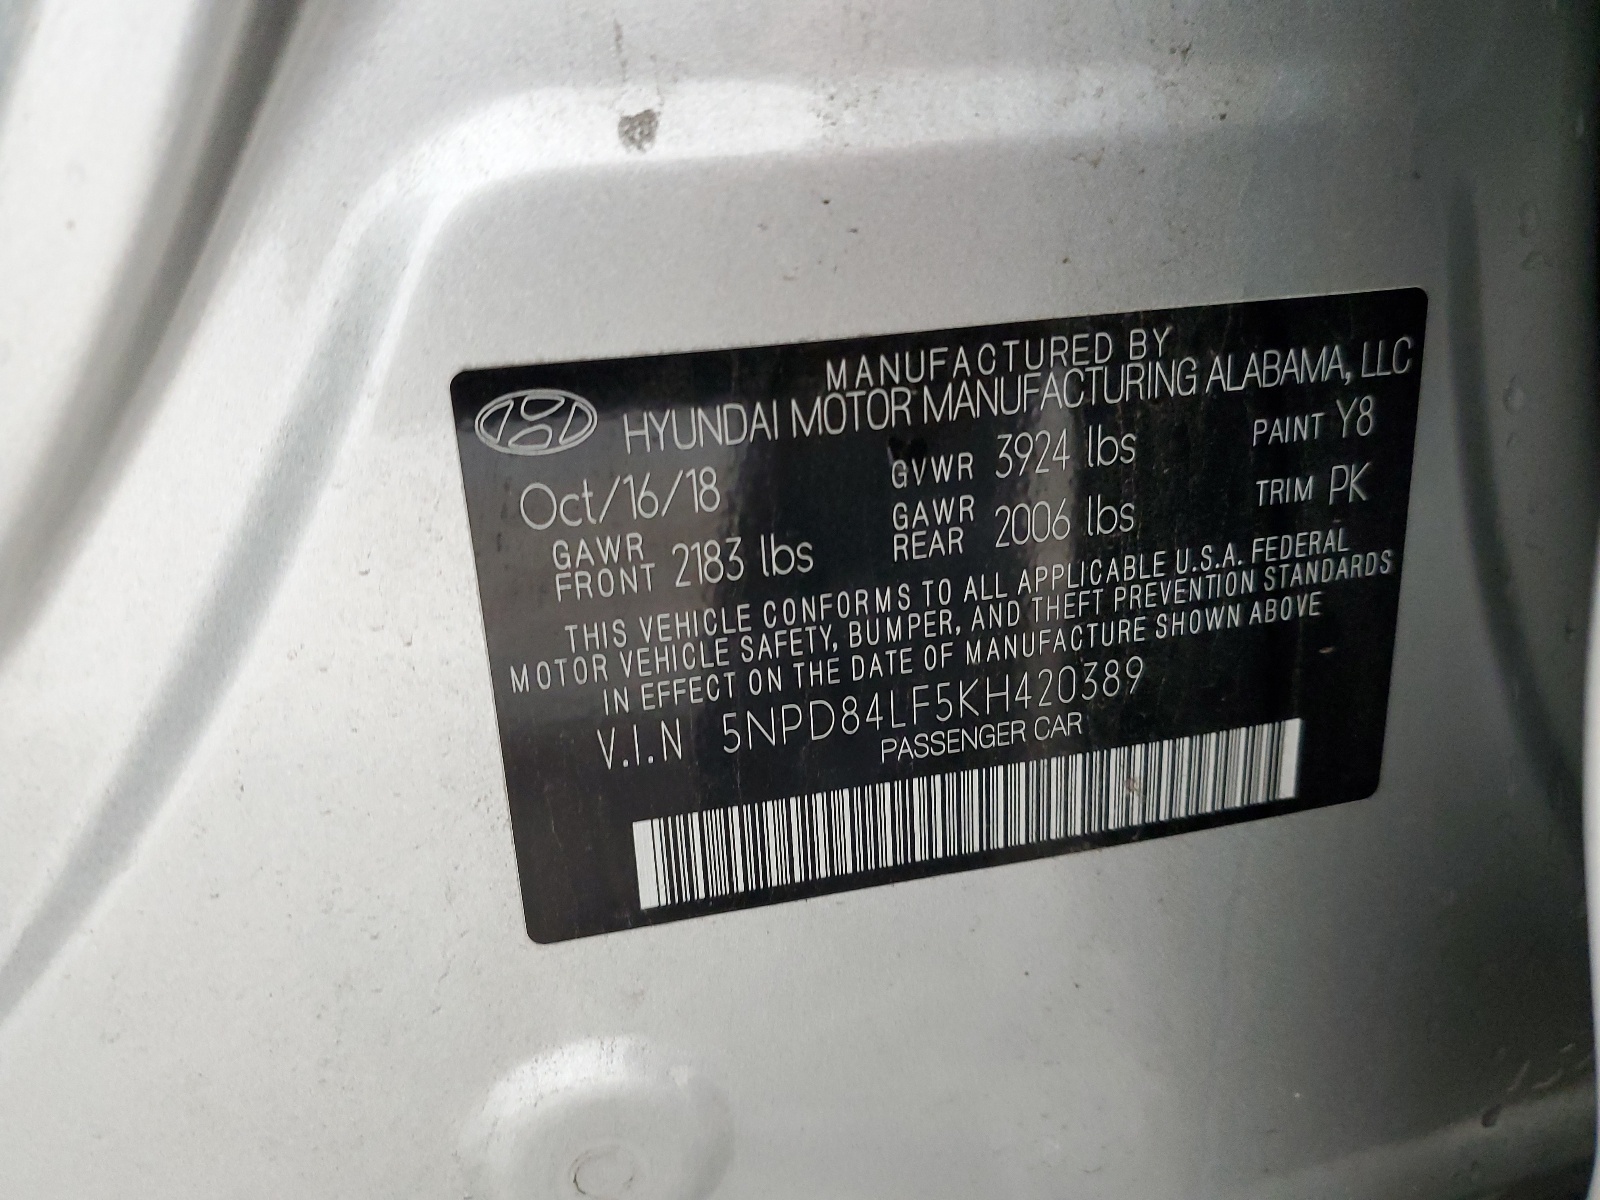 MANUFACTURED BY
HYUNDAI MOTOR MANUFACTURING ALABAMA, LLC
Oct/16/18 GVWR 3924 lbs PAINT Y8
GAWR FRONT 2183 lbs GAWR REAR 2006 lbs TRIM PK
THIS VEHICLE CONFORMS TO ALL APPLICABLE U.S.A. FEDERAL
MOTOR VEHICLE SAFETY, BUMPER, AND THEFT PREVENTION STANDARDS
IN EFFECT ON THE DATE OF MANUFACTURE SHOWN ABOVE
V.I.N 5NPD84LF5KH420389
PASSENGER CAR